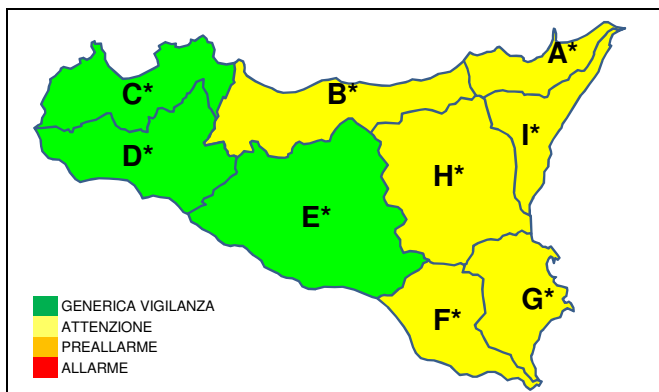 A*
B*
C*
I*
D*
H*
E*
G*
F*
GENERICA VIGILANZA
ATTENZIONE
PREALLARME
ALLARME